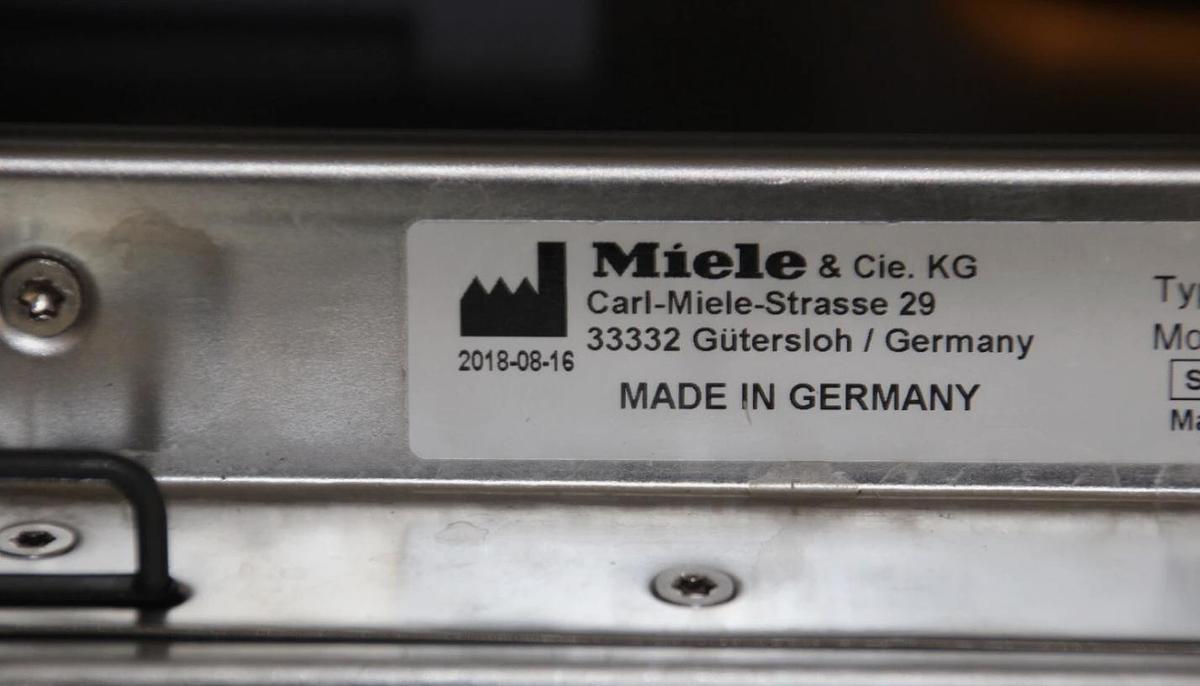 Miele & Cie. KG
Carl-Miele-Strasse 29
33332 Gütersloh / Germany
2018-08-16
MADE IN GERMANY